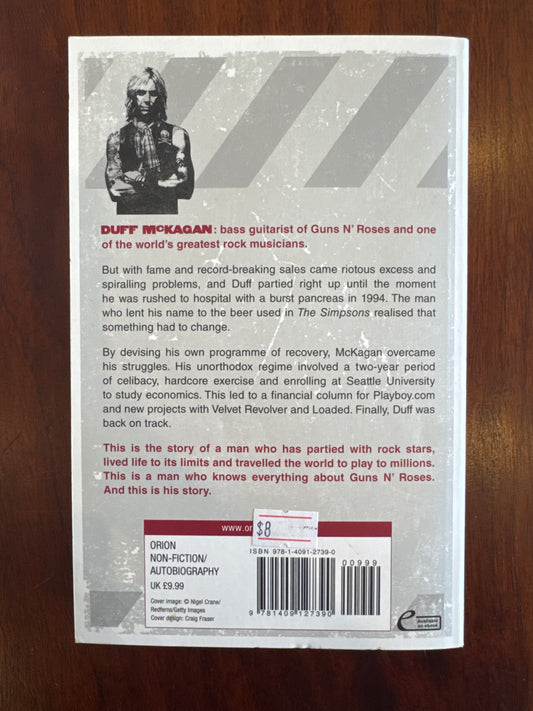 DUFF McKAGAN: bass guitarist of Guns N' Roses and one
of the world's greatest rock musicians.
But with fame and record-breaking sales came riotous excess and
spiralling problems, and Duff partied right up until the moment
he was rushed to hospital with a burst pancreas in 1994. The man
who lent his name to the beer used in The Simpsons realised that
something had to change.
By devising his own programme of recovery, McKagan overcame
his struggles. His unorthodox regime involved a two-year period
of celibacy, hardcore exercise and enrolling at Seattle University
to study economics. This led to a financial column for Playboy.com
and new projects with Velvet Revolver and Loaded. Finally, Duff was
back on track.
This is the story of a man who has partied with rock stars,
lived life to its limits and travelled the world to play to millions.
This is a man who knows everything about Guns N' Roses.
And this is his story.
www.or
$8
ORION
NON-FICTION/
AUTOBIOGRAPHY
UK £9.99
Cover image: © Nigel Crane/
Redferns/Getty Images
Cover design: Craig Fraser
ISBN 978-1-4091-2739-0
00999
9 781409 127390
e Available
as ebook